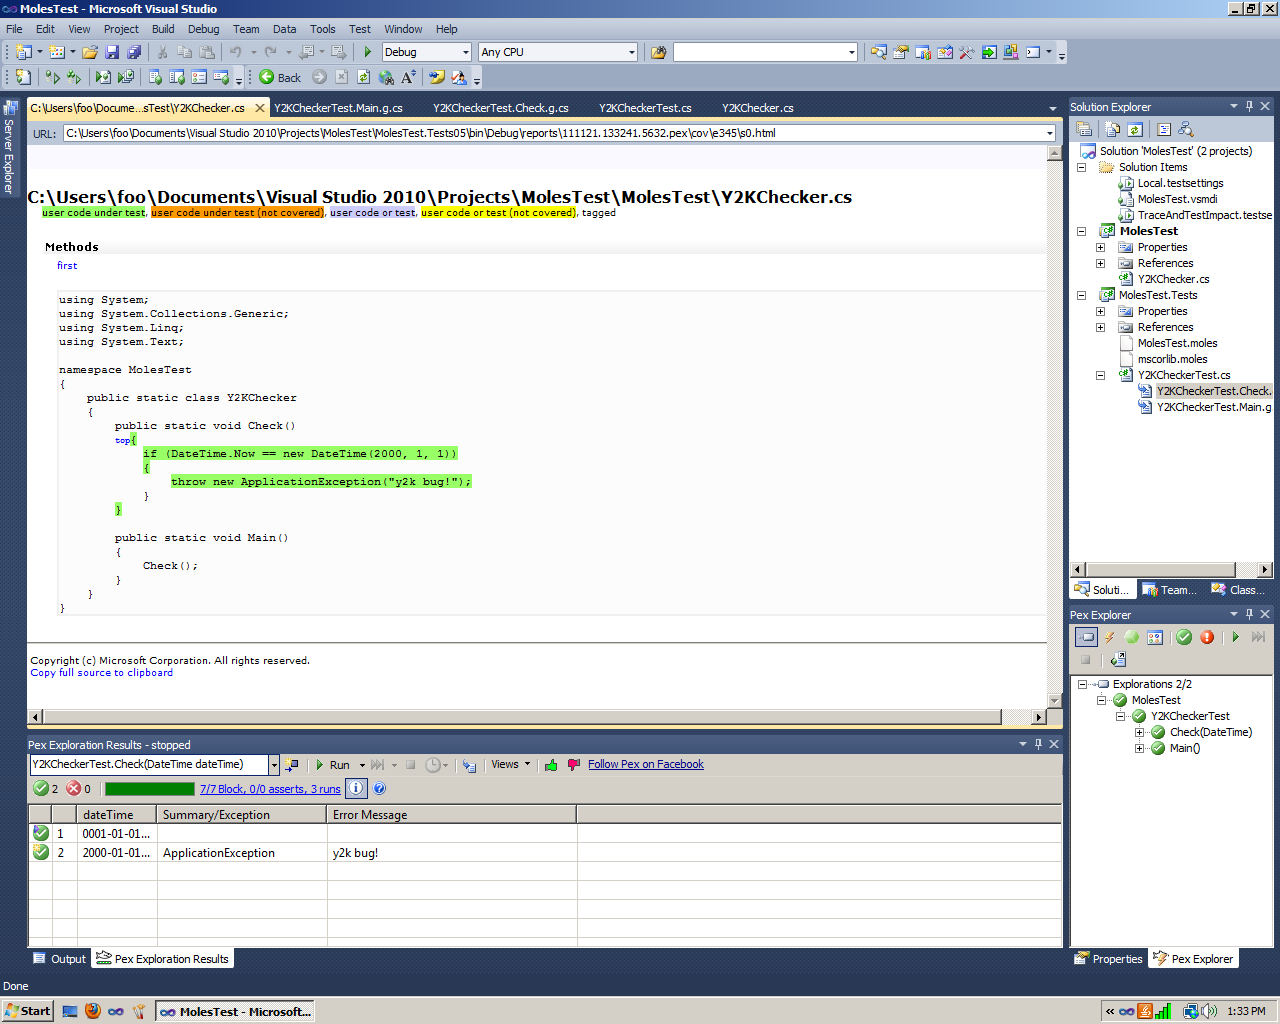 MolesTest - Microsoft Visual Studio
File Edit View Project Build Debug Team Data Tools Test Window Help
Debug Any CPU
Back
Server Explorer
C:\Users\foo\Docume...sTest\Y2KChecker.cs Y2KCheckerTest.Main.g.cs Y2KCheckerTest.Check.g.cs Y2KCheckerTest.cs Y2KChecker.cs
URL: C:\Users\foo\Documents\Visual Studio 2010\Projects\MolesTest\MolesTest.Tests05\bin\Debug\reports\111121.133241.5632.pex\cov\e345\s0.html
C:\Users\foo\Documents\Visual Studio 2010\Projects\MolesTest\MolesTest\Y2KChecker.cs
user code under test, user code under test (not covered), user code or test, user code or test (not covered), tagged
Methods
first
using System;
using System.Collections.Generic;
using System.Linq;
using System.Text;
namespace MolesTest
{
public static class Y2KChecker
{
public static void Check()
top{
if (DateTime.Now == new DateTime(2000, 1, 1))
{
throw new ApplicationException("y2k bug!");
}
}
public static void Main()
{
Check();
}
}
}
Copyright (c) Microsoft Corporation. All rights reserved.
Copy full source to clipboard
Solution Explorer
Solution 'MolesTest' (2 projects)
Solution Items
Local.testsettings
MolesTest.vsmdi
TraceAndTestImpact.testse
MolesTest
Properties
References
Y2KChecker.cs
MolesTest.Tests
Properties
References
MolesTest.moles
mscorlib.moles
Y2KCheckerTest.cs
Y2KCheckerTest.Check.
Y2KCheckerTest.Main.g
Soluti... Team... Class...
Pex Explorer
Explorations 2/2
MolesTest
Y2KCheckerTest
Check(DateTime)
Main()
Properties Pex Explorer
Pex Exploration Results - stopped
Y2KCheckerTest.Check(DateTime dateTime) Run Views Follow Pex on Facebook
2 0 7/7 Block, 0/0 asserts, 3 runs
dateTime Summary/Exception Error Message
1 0001-01-01...
2 2000-01-01... ApplicationException y2k bug!
Output Pex Exploration Results
Done
Start MolesTest - Microsoft... « 1:33 PM